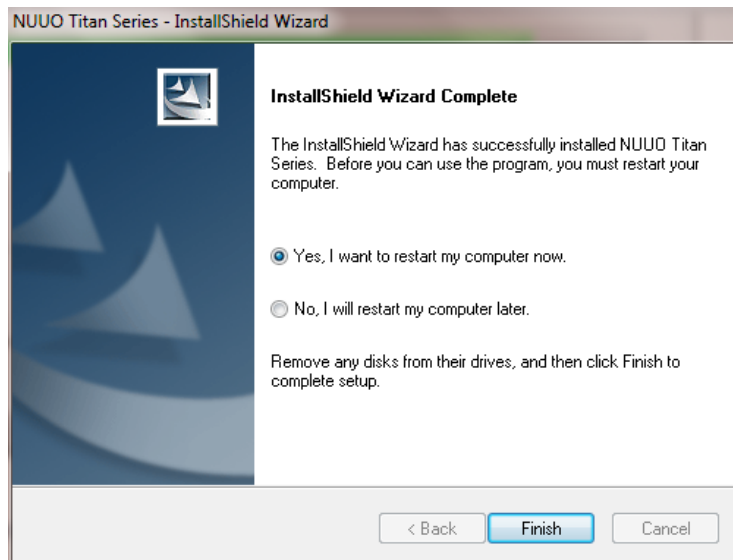 NUUO Titan Series - InstallShield Wizard
InstallShield Wizard Complete
The InstallShield Wizard has successfully installed NUUO Titan
Series.  Before you can use the program, you must restart your
computer.
Yes, I want to restart my computer now.
No, I will restart my computer later.
Remove any disks from their drives, and then click Finish to
complete setup.
< Back
Finish
Cancel